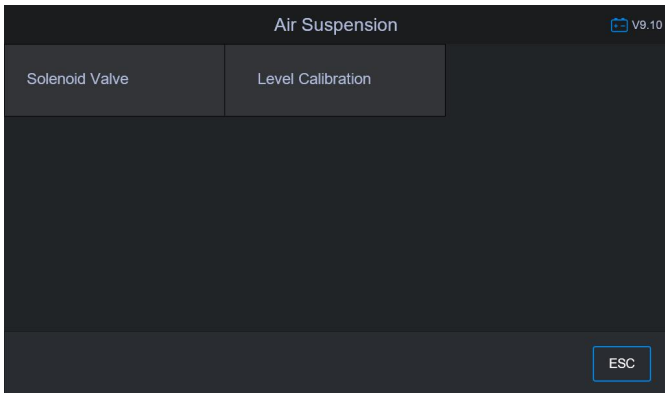 Air Suspension
V9.10
Solenoid Valve
Level Calibration
ESC